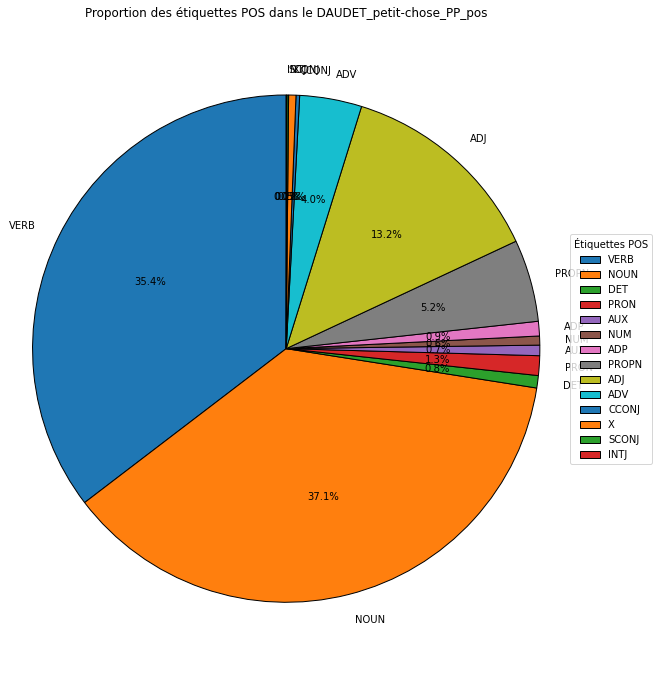 Proportion des étiquettes POS dans le DAUDET_petit-chose_PP_pos
ADV
ADJ
VERB
4.0%
13.2%
35.4%
5.2%
0.9%
0.7%
1.3%
0.8%
37.1%
NOUN
Étiquettes POS
VERB
NOUN
DET
PRON
AUX
NUM
ADP
PROPN
ADJ
ADV
CCONJ
X
SCONJ
INTJ